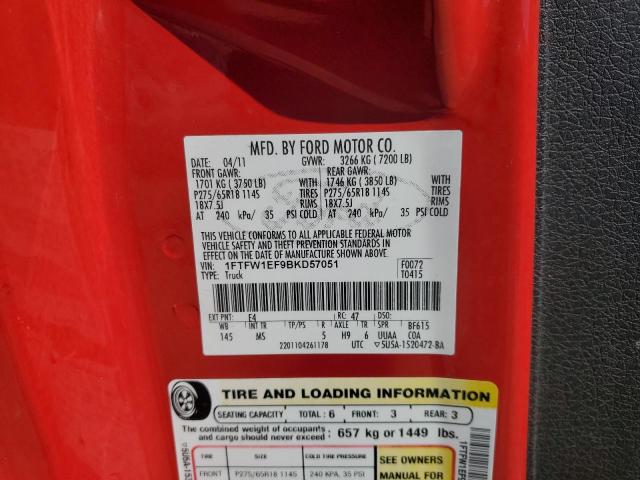 MFD. BY FORD MOTOR CO.
DATE: 04/11 GVWR: 3266 KG (7200 LB)
FRONT GAWR: REAR GAWR:
1701 KG (3750 LB) WITH 1746 KG (3850 LB) WITH
P275/65R18 114S TIRES P275/65R18 114S TIRES
18X7.5J RIMS 18X7.5J RIMS
AT 240 kPa/ 35 PSI COLD AT 240 kPa/ 35 PSI COLD
THIS VEHICLE CONFORMS TO ALL APPLICABLE FEDERAL MOTOR
VEHICLE SAFETY AND THEFT PREVENTION STANDARDS IN
EFFECT ON THE DATE OF MANUFACTURE SHOWN ABOVE.
VIN: 1FTFW1EF9BKD57051 F0072
TYPE: Truck T0415
EXT PNT: E4 RC: 47 DSO:
WB INT TR TP/PS R AXLE TR SPR BF615
145 MS 5 H9 6 UUAA COA
2201104261178 UTC 5U5A-1520472-BA
TIRE AND LOADING INFORMATION
SEATING CAPACITY TOTAL: 6 FRONT: 3 REAR: 3
The combined weight of occupants
and cargo should never exceed: 657 kg or 1449 lbs.
TIRE SIZE COLD TIRE PRESSURE
SEE OWNERS
FRONT P275/65R18 114S 240 KPA, 35 PSI
MANUAL FOR